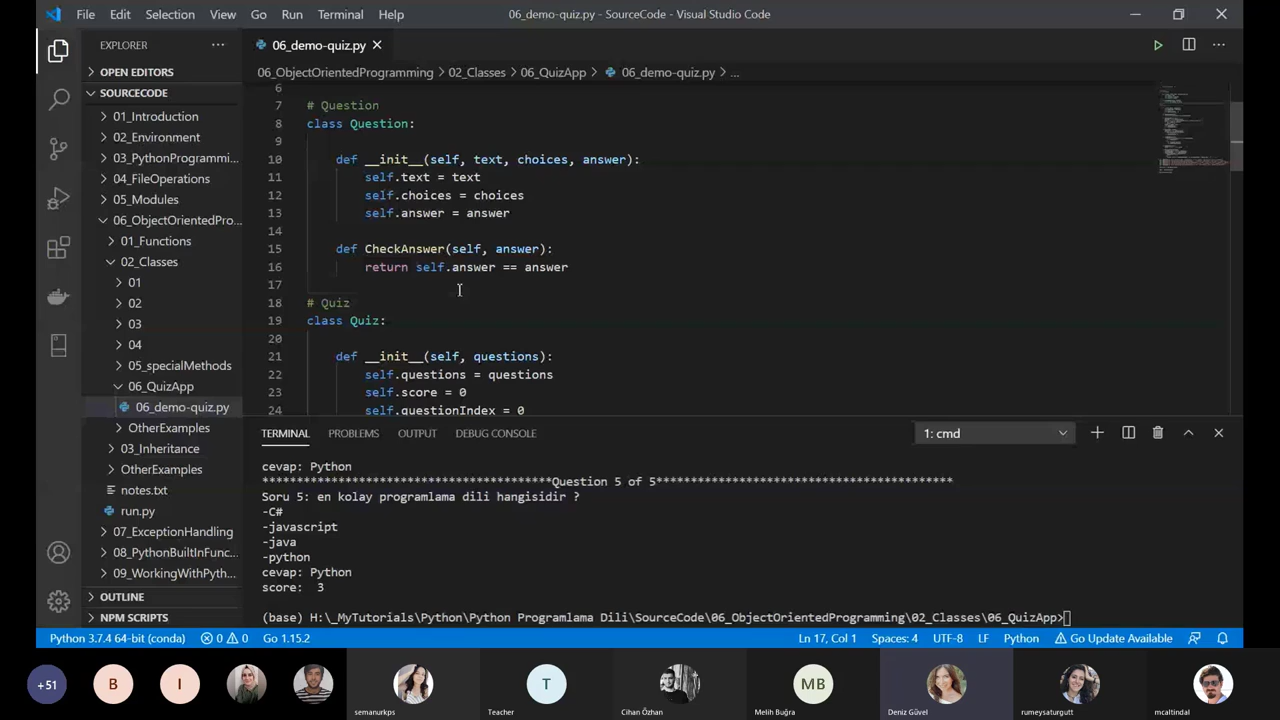 File Edit Selection View Go Run Terminal Help
06_demo-quiz.py - SourceCode - Visual Studio Code
EXPLORER
06_demo-quiz.py
OPEN EDITORS
06_ObjectOrientedProgramming > 02_Classes > 06_QuizApp > 06_demo-quiz.py > ...
SOURCECODE
01_Introduction
02_Environment
03_PythonProgrammi...
04_FileOperations
05_Modules
06_ObjectOrientedPro...
01_Functions
02_Classes
01
02
03
04
05_specialMethods
06_QuizApp
06_demo-quiz.py
OtherExamples
03_Inheritance
OtherExamples
notes.txt
run.py
07_ExceptionHandling
08_PythonBuiltInFunc...
09_WorkingWithPyth...
OUTLINE
NPM SCRIPTS
6
7 # Question
8 class Question:
9
10 def __init__(self, text, choices, answer):
11 self.text = text
12 self.choices = choices
13 self.answer = answer
14
15 def CheckAnswer(self, answer):
16 return self.answer == answer
17
18 # Quiz
19 class Quiz:
20
21 def __init__(self, questions):
22 self.questions = questions
23 self.score = 0
24 self.questionIndex = 0
TERMINAL PROBLEMS OUTPUT DEBUG CONSOLE
1: cmd
cevap: Python
****************************************Question 5 of 5*****************************************
Soru 5: en kolay programlama dili hangisidir ?
-C#
-javascript
-java
-python
cevap: Python
score:  3
(base) H:\_MyTutorials\Python\Python Programlama Dili\SourceCode\06_ObjectOrientedProgramming\02_Classes\06_QuizApp>
Python 3.7.4 64-bit (conda) 0 0 Go 1.15.2
Ln 17, Col 1 Spaces: 4 UTF-8 LF Python Go Update Available
+51
B
I
semanurkps
T
Teacher
Cihan Özhan
MB
Melih Buğra
Deniz Güvel
rumeysaturgutt
mcaltindal